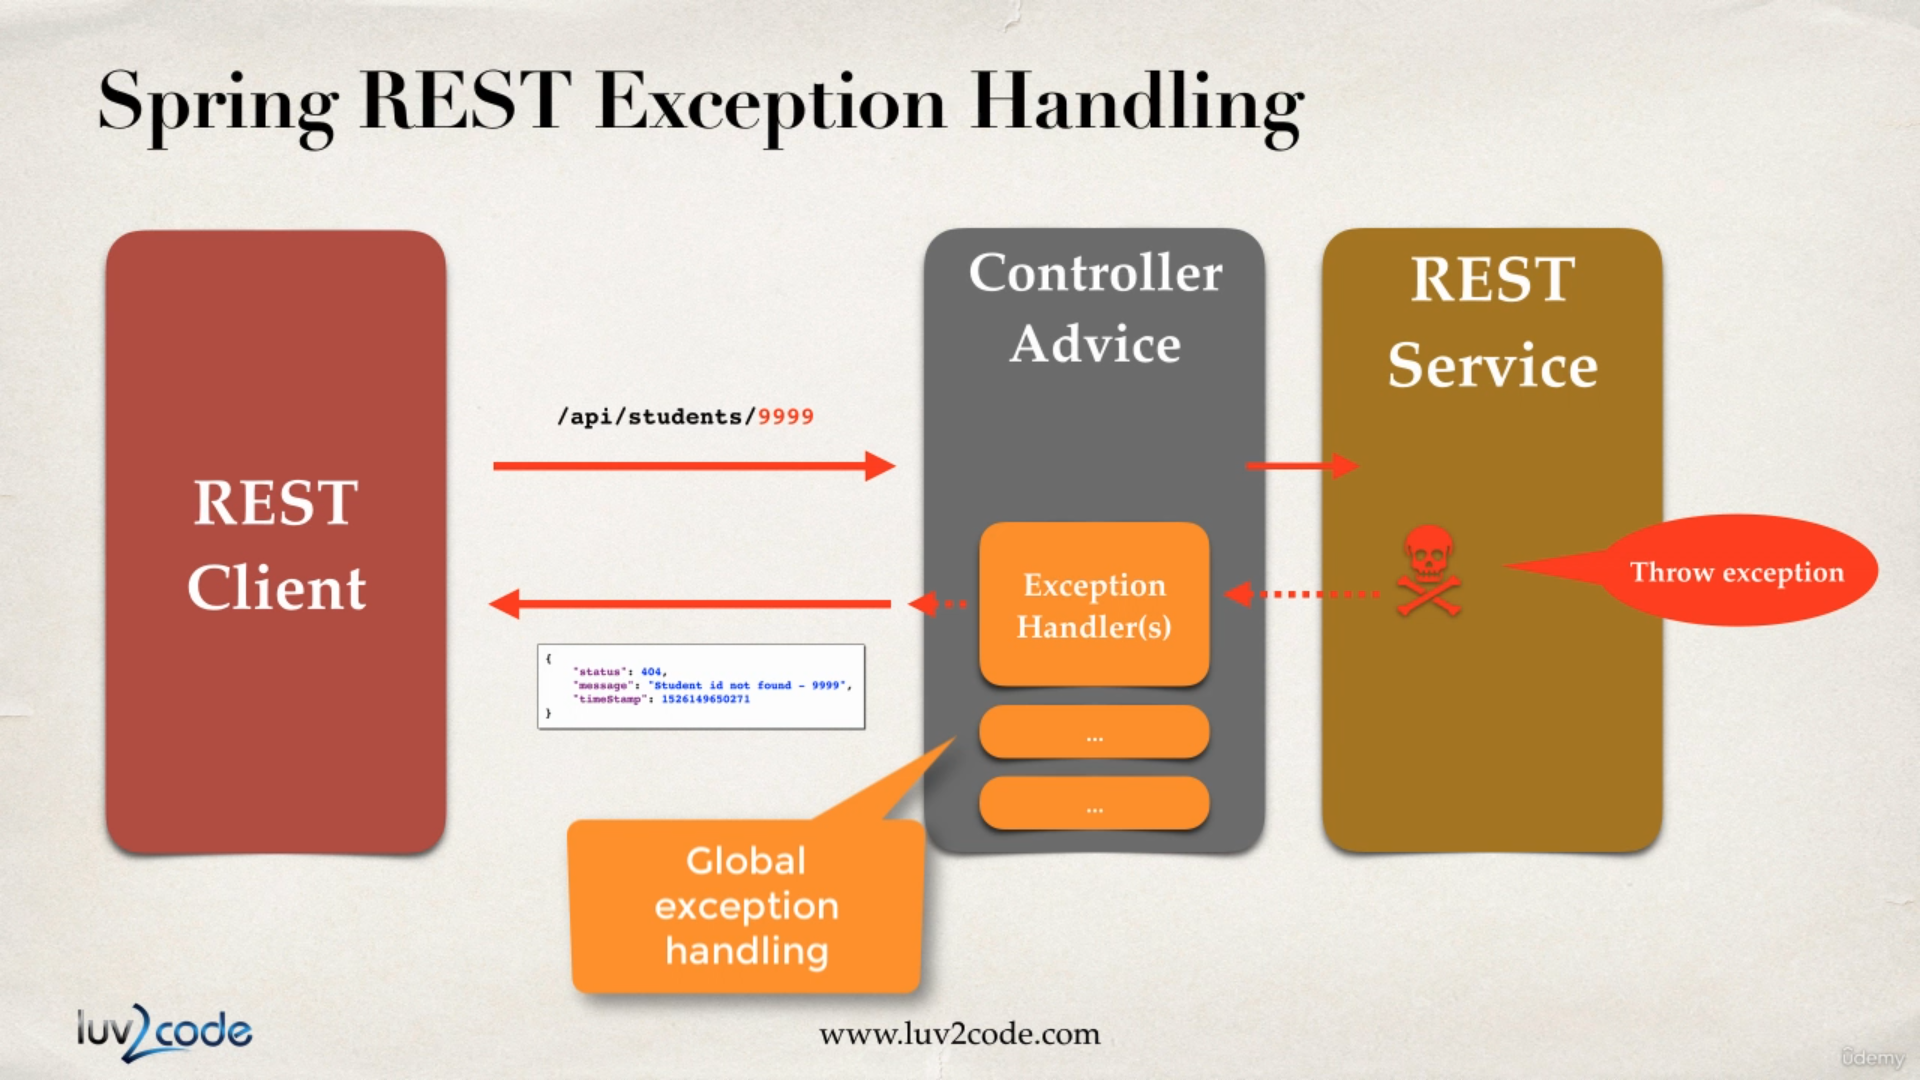 Spring REST Exception Handling
REST
Client
/api/students/9999
{
"status": 404,
"message": "Student id not found - 9999",
"timeStamp": 1526149650271
}
Controller
Advice
Exception
Handler(s)
...
...
REST
Service
Throw exception
Global
exception
handling
luv2code
www.luv2code.com
udemy